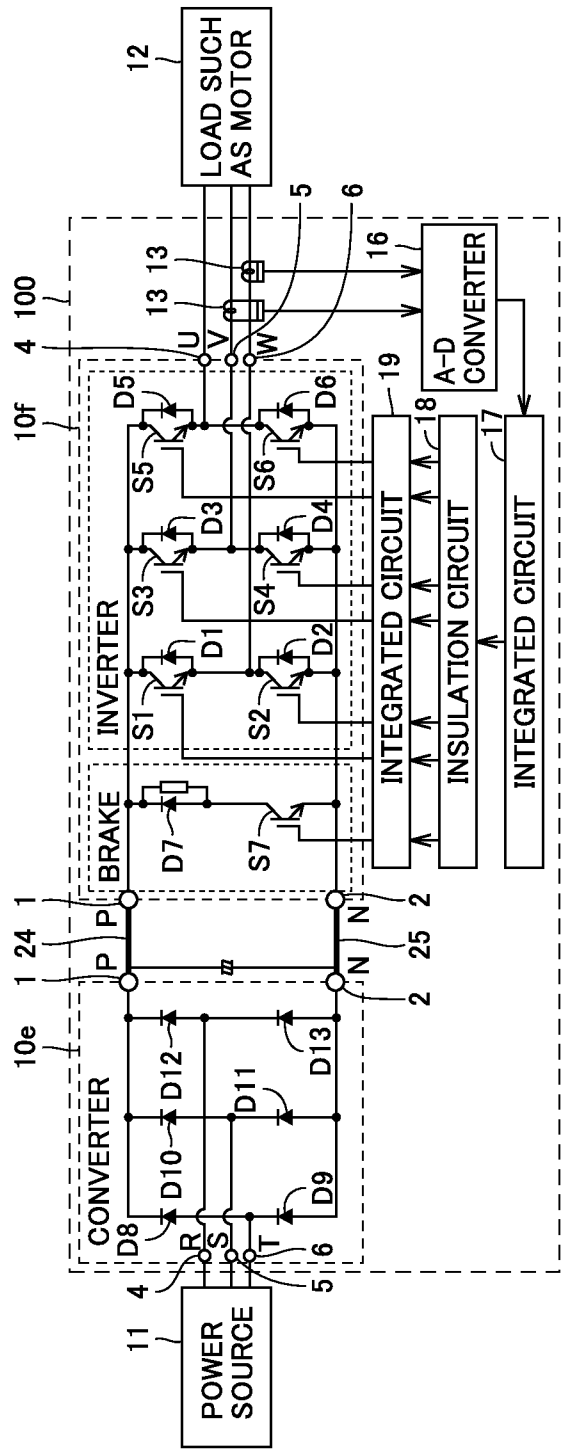 100
10e
10f
CONVERTER
BRAKE
INVERTER
11
POWER
SOURCE
4
R
S
5
T
6
D8
D9
D10
D11
D12
D13
1
P
24
P
1
2
N
25
N
2
D7
S7
S1
D1
S2
D2
S3
D3
S4
D4
S5
D5
S6
D6
4
U
V
W
5
6
13
13
12
LOAD SUCH
AS MOTOR
16
A-D
CONVERTER
19
INTEGRATED CIRCUIT
18
INSULATION CIRCUIT
17
INTEGRATED CIRCUIT